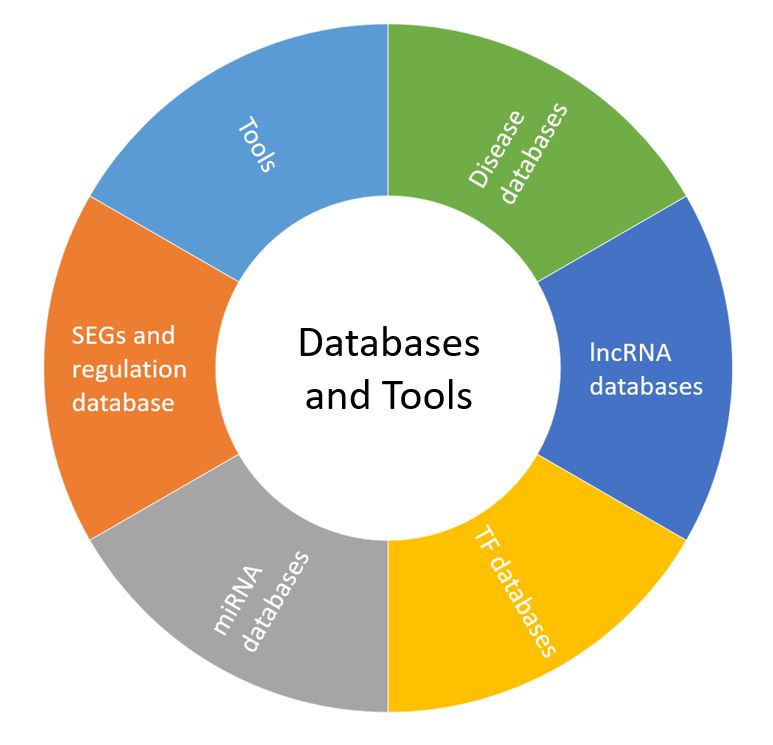 Tools
Disease
databases
SEGs and
regulation
database
Databases
and Tools
lncRNA
databases
miRNA
databases
TF databases